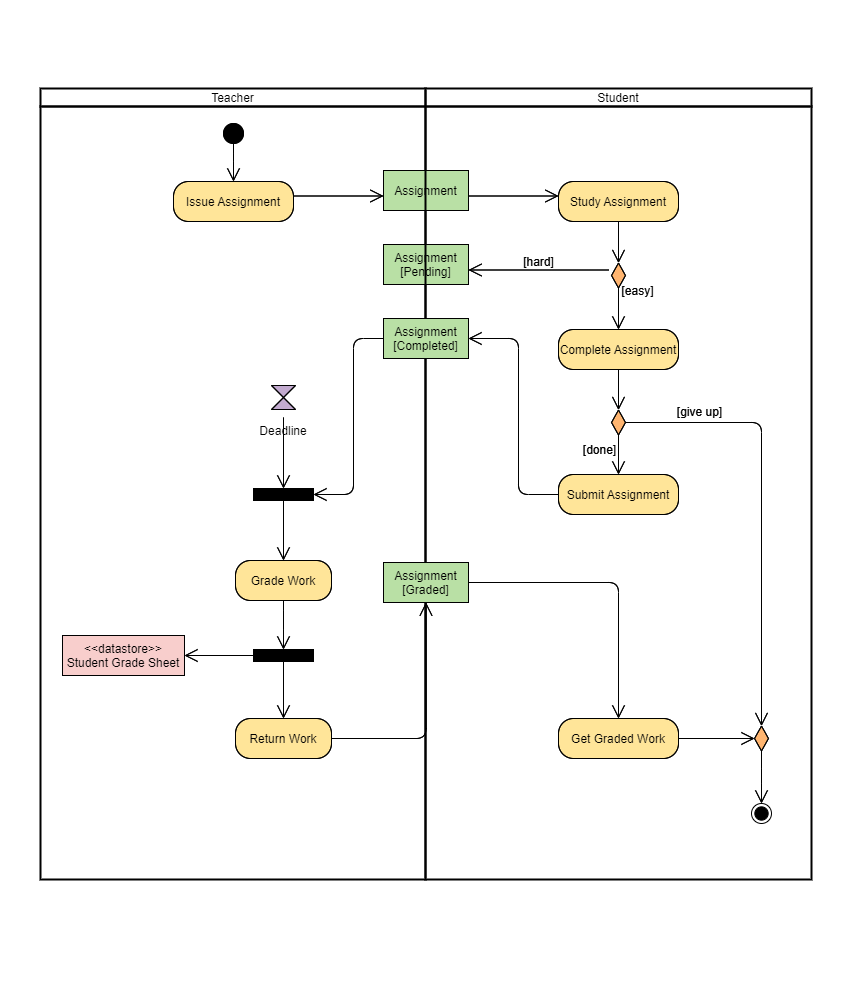 Teacher
Student
Issue Assignment
Assignment
Study Assignment
Assignment
[Pending]
[hard]
[easy]
Assignment
[Completed]
Complete Assignment
[give up]
Deadline
[done]
Submit Assignment
Grade Work
Assignment
[Graded]
<<datastore>>
Student Grade Sheet
Return Work
Get Graded Work